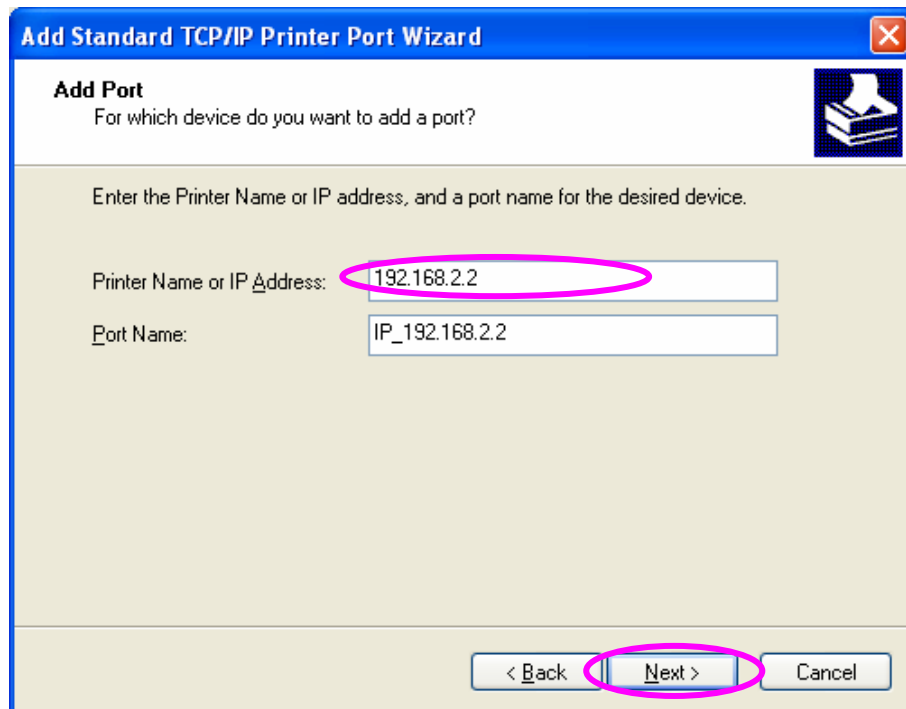 Add Standard TCP/IP Printer Port Wizard
Add Port
For which device do you want to add a port?
Enter the Printer Name or IP address, and a port name for the desired device.
Printer Name or IP Address: 192.168.2.2
Port Name: IP_192.168.2.2
< Back Next > Cancel